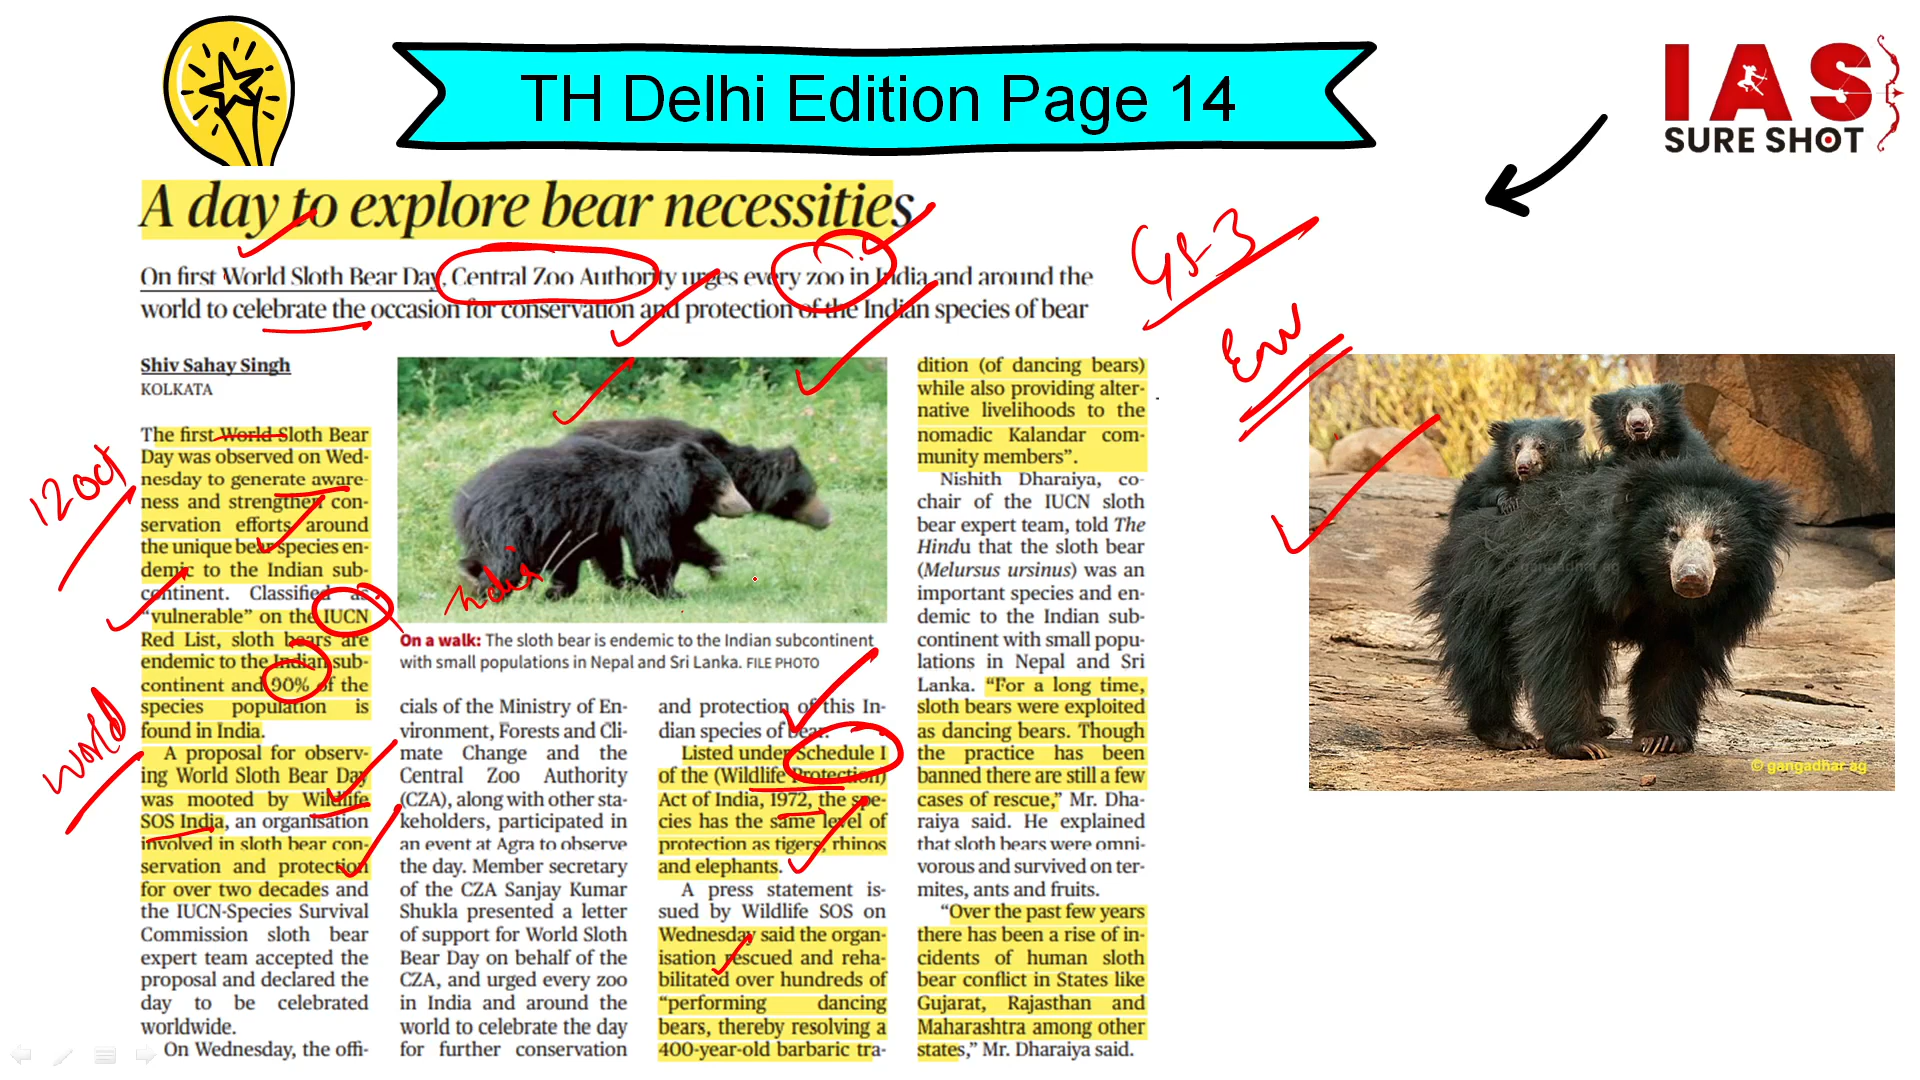 TH Delhi Edition Page 14
IAS
SURE SHOT
A day to explore bear necessities
On first World Sloth Bear Day, Central Zoo Authority urges every zoo in India and around the
world to celebrate the occasion for conservation and protection of the Indian species of bear
GS-3
Env
Shiv Sahay Singh
KOLKATA
12 oct
World
The first World Sloth Bear
Day was observed on Wed-
nesday to generate aware-
ness and strengthen con-
servation efforts around
the unique bear species en-
demic to the Indian sub-
continent. Classified as
“vulnerable” on the IUCN
Red List, sloth bears are
endemic to the Indian sub-
continent and 90% of the
species population is
found in India.
A proposal for observ-
ing World Sloth Bear Day
was mooted by Wildlife
SOS India, an organisation
involved in sloth bear con-
servation and protection
for over two decades and
the IUCN-Species Survival
Commission sloth bear
expert team accepted the
proposal and declared the
day to be celebrated
worldwide.
On Wednesday, the offi-
India
On a walk: The sloth bear is endemic to the Indian subcontinent
with small populations in Nepal and Sri Lanka. FILE PHOTO
cials of the Ministry of En-
vironment, Forests and Cli-
mate Change and the
Central Zoo Authority
(CZA), along with other sta-
keholders, participated in
an event at Agra to observe
the day. Member secretary
of the CZA Sanjay Kumar
Shukla presented a letter
of support for World Sloth
Bear Day on behalf of the
CZA, and urged every zoo
in India and around the
world to celebrate the day
for further conservation
and protection of this In-
dian species of bear.
Listed under Schedule I
of the (Wildlife Protection)
Act of India, 1972, the spe-
cies has the same level of
protection as tigers, rhinos
and elephants.
A press statement is-
sued by Wildlife SOS on
Wednesday said the organ-
isation rescued and reha-
bilitated over hundreds of
“performing dancing
bears, thereby resolving a
400-year-old barbaric tra-
dition (of dancing bears)
while also providing alter-
native livelihoods to the
nomadic Kalandar com-
munity members”.
Nishith Dharaiya, co-
chair of the IUCN sloth
bear expert team, told The
Hindu that the sloth bear
(Melursus ursinus) was an
important species and en-
demic to the Indian sub-
continent with small popu-
lations in Nepal and Sri
Lanka. “For a long time,
sloth bears were exploited
as dancing bears. Though
the practice has been
banned there are still a few
cases of rescue,” Mr. Dha-
raiya said. He explained
that sloth bears were omni-
vorous and survived on ter-
mites, ants and fruits.
“Over the past few years
there has been a rise of in-
cidents of human sloth
bear conflict in States like
Gujarat, Rajasthan and
Maharashtra among other
states,” Mr. Dharaiya said.
© gangadhar ag
© gangadhar ag